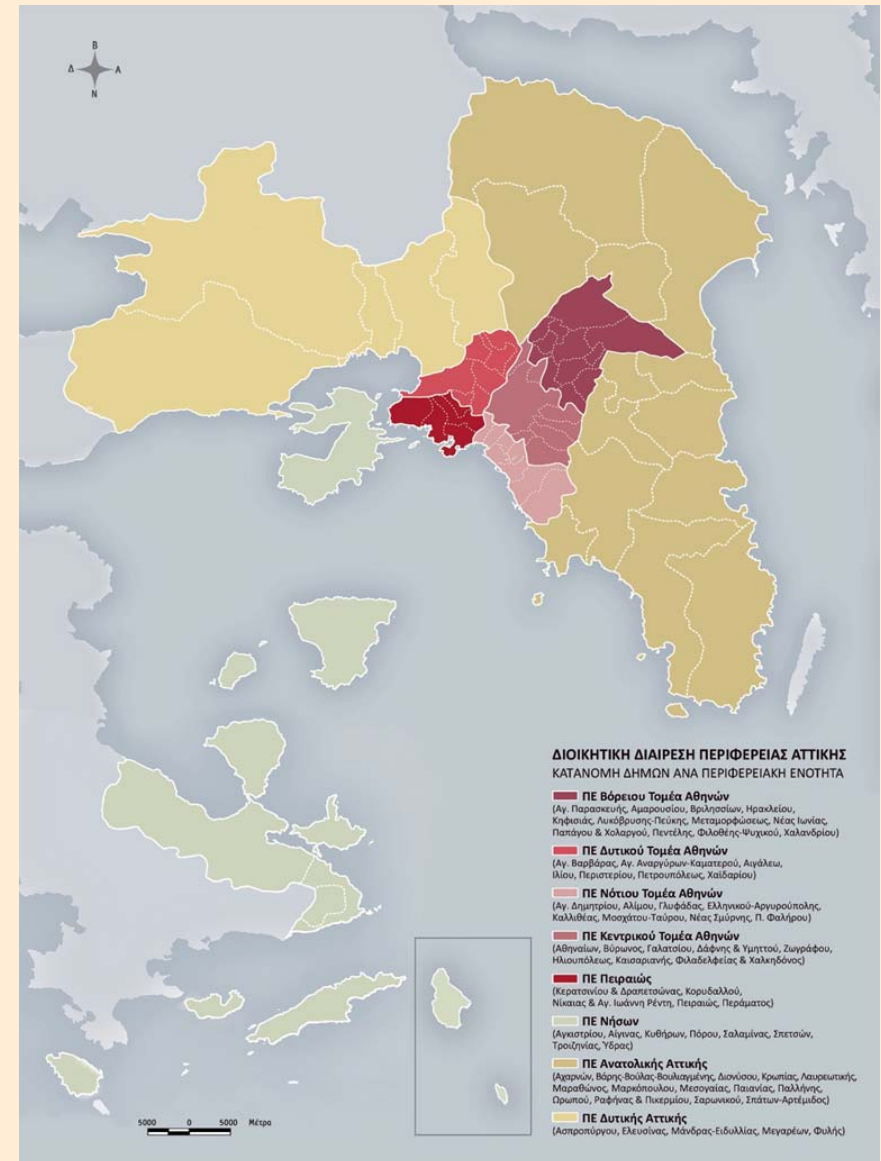 Β
Δ Α
Ν
ΔΙΟΙΚΗΤΙΚΗ ΔΙΑΙΡΕΣΗ ΠΕΡΙΦΕΡΕΙΑΣ ΑΤΤΙΚΗΣ
ΚΑΤΑΝΟΜΗ ΔΗΜΩΝ ΑΝΑ ΠΕΡΙΦΕΡΕΙΑΚΗ ΕΝΟΤΗΤΑ
ΠΕ Βόρειου Τομέα Αθηνών
(Αγ. Παρασκευής, Αμαρουσίου, Βριλησσίων, Ηρακλείου,
Κηφισιάς, Λυκόβρυσης-Πεύκης, Μεταμορφώσεως, Νέας Ιωνίας,
Παπάγου & Χολαργού, Πεντέλης, Φιλοθέης-Ψυχικού, Χαλανδρίου)
ΠΕ Δυτικού Τομέα Αθηνών
(Αγ. Βαρβάρας, Αγ. Αναργύρων-Καματερού, Αιγάλεω,
Ιλίου, Περιστερίου, Πετρουπόλεως, Χαϊδαρίου)
ΠΕ Νότιου Τομέα Αθηνών
(Αγ. Δημητρίου, Αλίμου, Γλυφάδας, Ελληνικού-Αργυρούπολης,
Καλλιθέας, Μοσχάτου-Ταύρου, Νέας Σμύρνης, Π. Φαλήρου)
ΠΕ Κεντρικού Τομέα Αθηνών
(Αθηναίων, Βύρωνος, Γαλατσίου, Δάφνης & Υμηττού, Ζωγράφου,
Ηλιουπόλεως, Καισαριανής, Φιλαδελφείας & Χαλκηδόνος)
ΠΕ Πειραιώς
(Κερατσινίου & Δραπετσώνας, Κορυδαλλού,
Νίκαιας & Αγ. Ιωάννη Ρέντη, Πειραιώς, Περάματος)
ΠΕ Νήσων
(Αγκιστρίου, Αίγινας, Κυθήρων, Πόρου, Σαλαμίνας, Σπετσών,
Τροιζηνίας, Ύδρας)
ΠΕ Ανατολικής Αττικής
(Αχαρνών, Βάρης-Βούλας-Βουλιαγμένης, Διονύσου, Κρωπίας, Λαυρεωτικής,
Μαραθώνος, Μαρκόπουλου, Μεσογαίας, Παιανίας, Παλλήνης,
Ωρωπού, Ραφήνας & Πικερμίου, Σαρωνικού, Σπάτων-Αρτέμιδος)
ΠΕ Δυτικής Αττικής
(Ασπροπύργου, Ελευσίνας, Μάνδρας-Ειδυλλίας, Μεγαρέων, Φυλής)
5000 0 5000 Μέτρα